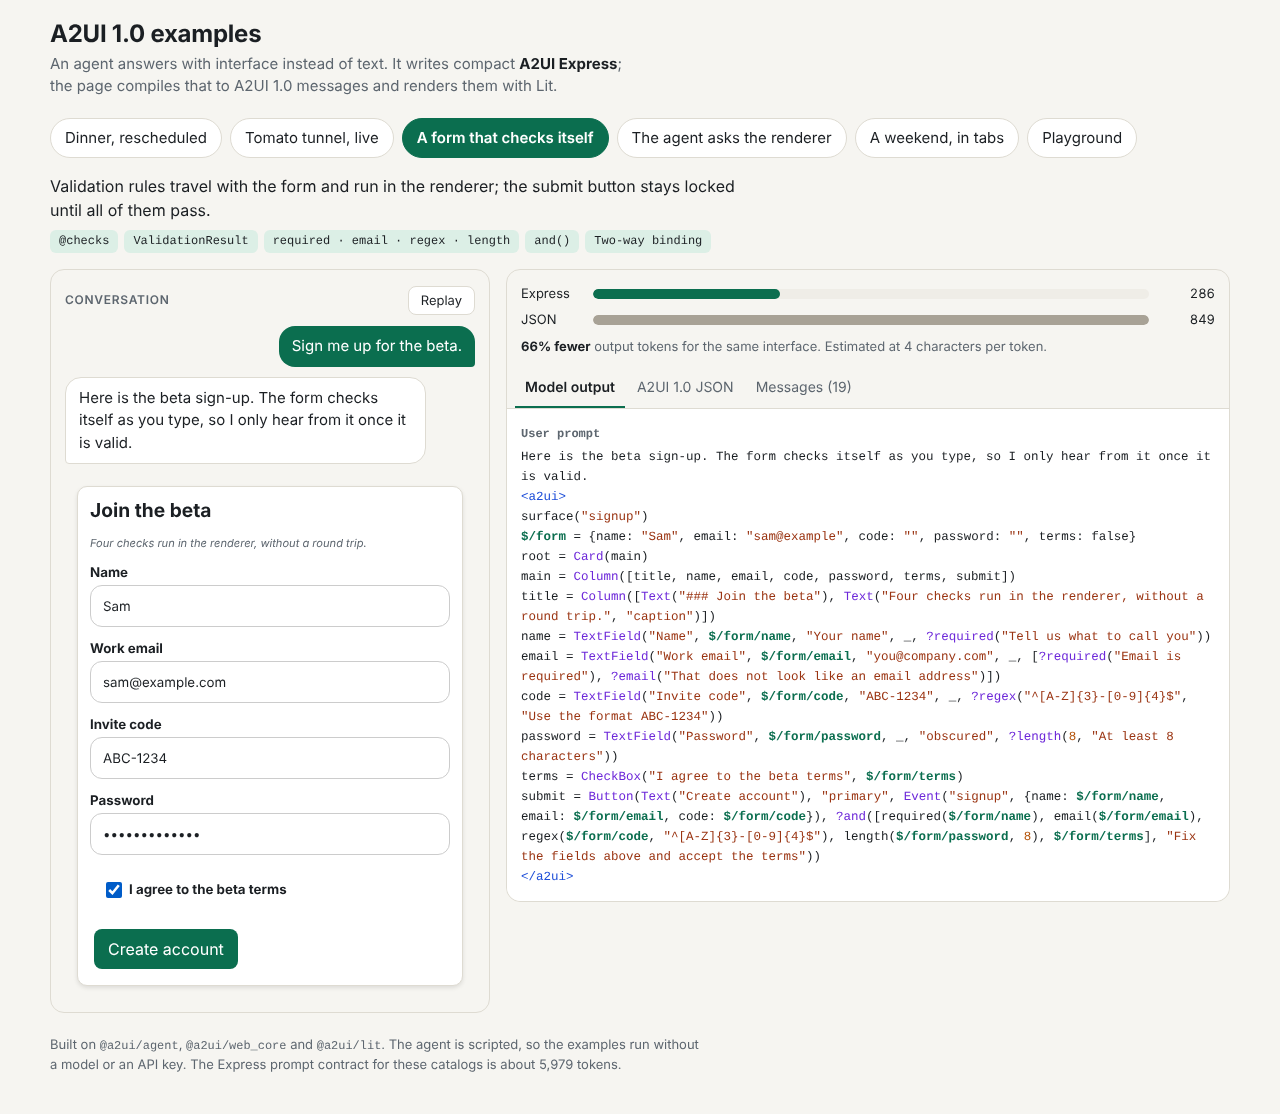 A2UI 1.0 examples
An agent answers with interface instead of text. It writes compact A2UI Express;
the page compiles that to A2UI 1.0 messages and renders them with Lit.
Dinner, rescheduled
Tomato tunnel, live
A form that checks itself
The agent asks the renderer
A weekend, in tabs
Playground
Validation rules travel with the form and run in the renderer; the submit button stays locked
until all of them pass.
@checks
ValidationResult
required · email · regex · length
and()
Two-way binding
CONVERSATION
Replay
Sign me up for the beta.
Here is the beta sign-up. The form checks
itself as you type, so I only hear from it once it
is valid.
Join the beta
Four checks run in the renderer, without a round trip.
Name
Sam
Work email
sam@example.com
Invite code
ABC-1234
Password
•••••••••••••
I agree to the beta terms
Create account
Express 286
JSON 849
66% fewer output tokens for the same interface. Estimated at 4 characters per token.
Model output
A2UI 1.0 JSON
Messages (19)
User prompt
Here is the beta sign-up. The form checks itself as you type, so I only hear from it once it
is valid.
<a2ui>
surface("signup")
$/form = {name: "Sam", email: "sam@example", code: "", password: "", terms: false}
root = Card(main)
main = Column([title, name, email, code, password, terms, submit])
title = Column([Text("### Join the beta"), Text("Four checks run in the renderer, without a
round trip.", "caption")])
name = TextField("Name", $/form/name, "Your name", _, ?required("Tell us what to call you"))
email = TextField("Work email", $/form/email, "you@company.com", _, [?required("Email is
required"), ?email("That does not look like an email address")])
code = TextField("Invite code", $/form/code, "ABC-1234", _, ?regex("^[A-Z]{3}-[0-9]{4}$",
"Use the format ABC-1234"))
password = TextField("Password", $/form/password, _, "obscured", ?length(8, "At least 8
characters"))
terms = CheckBox("I agree to the beta terms", $/form/terms)
submit = Button(Text("Create account"), "primary", Event("signup", {name: $/form/name,
email: $/form/email, code: $/form/code}), ?and([required($/form/name), email($/form/email),
regex($/form/code, "^[A-Z]{3}-[0-9]{4}$"), length($/form/password, 8), $/form/terms], "Fix
the fields above and accept the terms"))
</a2ui>
Built on @a2ui/agent, @a2ui/web_core and @a2ui/lit. The agent is scripted, so the examples run without
a model or an API key. The Express prompt contract for these catalogs is about 5,979 tokens.